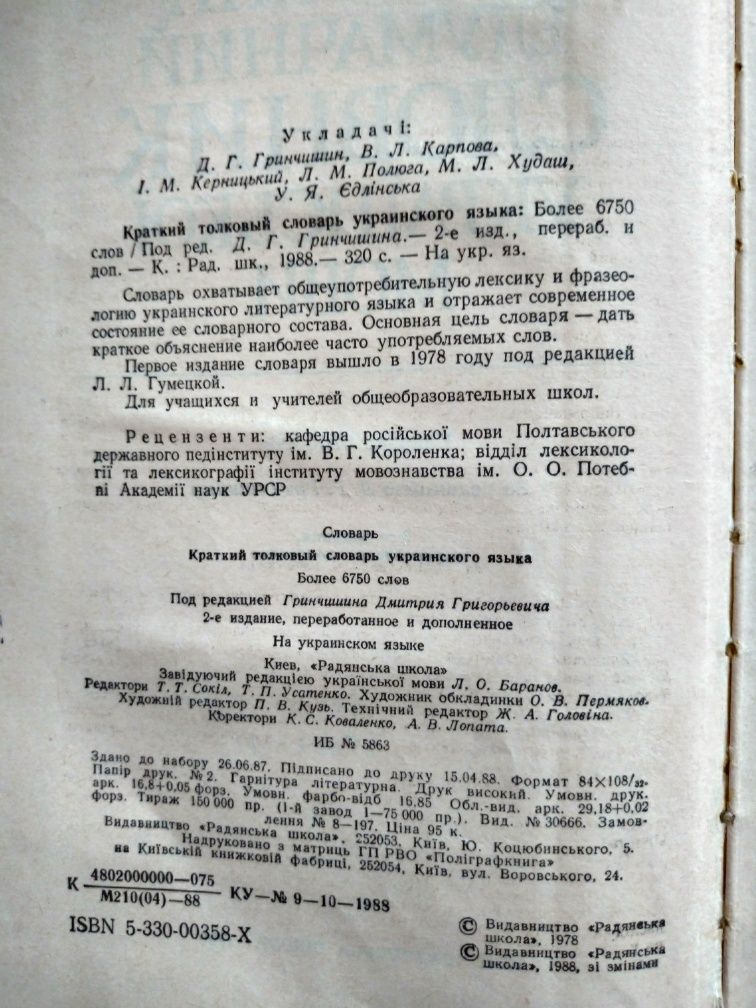 Укладачі:
Д. Г. Гринчишин, В. Л. Карпова,
І. М. Керницький, Л. М. Полюга, М. Л. Худаш,
У. Я. Єдлінська
Краткий толковый словарь украинского языка: Более 6750
слов / Под ред. Д. Г. Гринчишина.— 2-е изд., перераб. и
доп. — К. : Рад. шк., 1988.— 320 с. — На укр. яз.
Словарь охватывает общеупотребительную лексику и фразео-
логию украинского литературного языка и отражает современное
состояние ее словарного состава. Основная цель словаря — дать
краткое объяснение наиболее часто употребляемых слов.
Первое издание словаря вышло в 1978 году под редакцией
Л. Л. Гумецкой.
Для учащихся и учителей общеобразовательных школ.
Рецензенти: кафедра російської мови Полтавського
державного педінституту ім. В. Г. Короленка; відділ лексиколо-
гії та лексикографії інституту мовознавства ім. О. О. Потеб-
ні Академії наук УРСР
Словарь
Краткий толковый словарь украинского языка
Более 6750 слов
Под редакцией Гринчишина Дмитрия Григорьевича
2-е издание, переработанное и дополненное
На украинском языке
Киев, «Радянська школа»
Завідуючий редакцією української мови Л. О. Баранов.
Редактори Т. Т. Сокіл, Т. П. Усатенко. Художник обкладинки О. В. Пермяков.
Художній редактор П. В. Кузь. Технічний редактор Ж. А. Головіна.
Коректори К. С. Коваленко, А. В. Лопата.
ИБ № 5863
Здано до набору 26.06.87. Підписано до друку 15.04.88. Формат 84×108/32.
Папір друк. №2. Гарнітура літературна. Друк високий. Умовн. друк.
арк. 16,8+0,05 форз. Умовн. фарбо-відб 16,85 Обл.-вид. арк. 29,18+0,02
форз. Тираж 150 000 пр. (1-й завод 1—75 000 пр.). Вид. № 30666. Замов-
лення № 8—197. Ціна 95 к.
Видавництво «Радянська школа», 252053, Київ, Ю. Коцюбинського, 5.
Надруковано з матриць ГП РВО «Поліграфкнига»
на Київській книжковій фабриці, 252054, Київ, вул. Воровського, 24.
К 4802000000—075
М210(04)—88 КУ—№ 9—10—1988
ISBN 5-330-00358-X
© Видавництво «Радянська
школа», 1978
© Видавництво «Радянська
школа», 1988, зі змінами